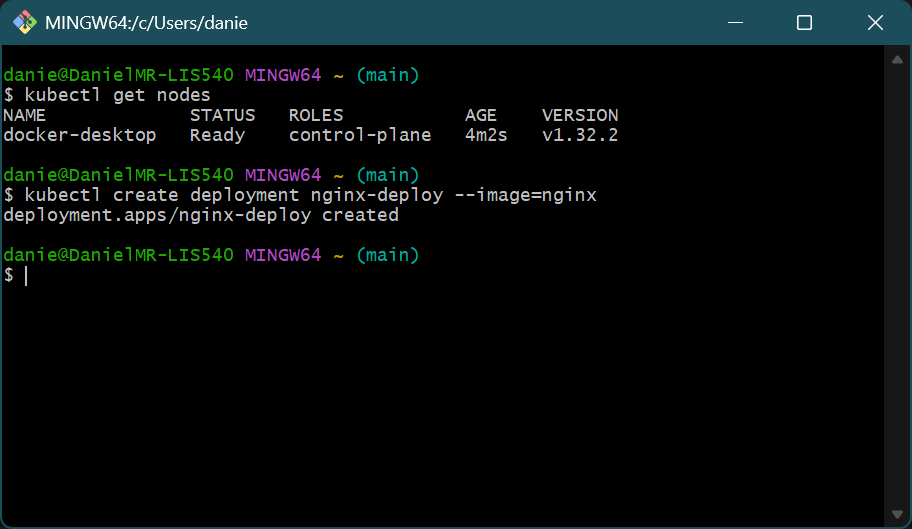 MINGW64:/c/Users/danie
danie@DanielMR-LIS540 MINGW64 ~ (main)
$ kubectl get nodes
NAME             STATUS   ROLES           AGE    VERSION
docker-desktop   Ready    control-plane   4m2s   v1.32.2
danie@DanielMR-LIS540 MINGW64 ~ (main)
$ kubectl create deployment nginx-deploy --image=nginx
deployment.apps/nginx-deploy created
danie@DanielMR-LIS540 MINGW64 ~ (main)
$